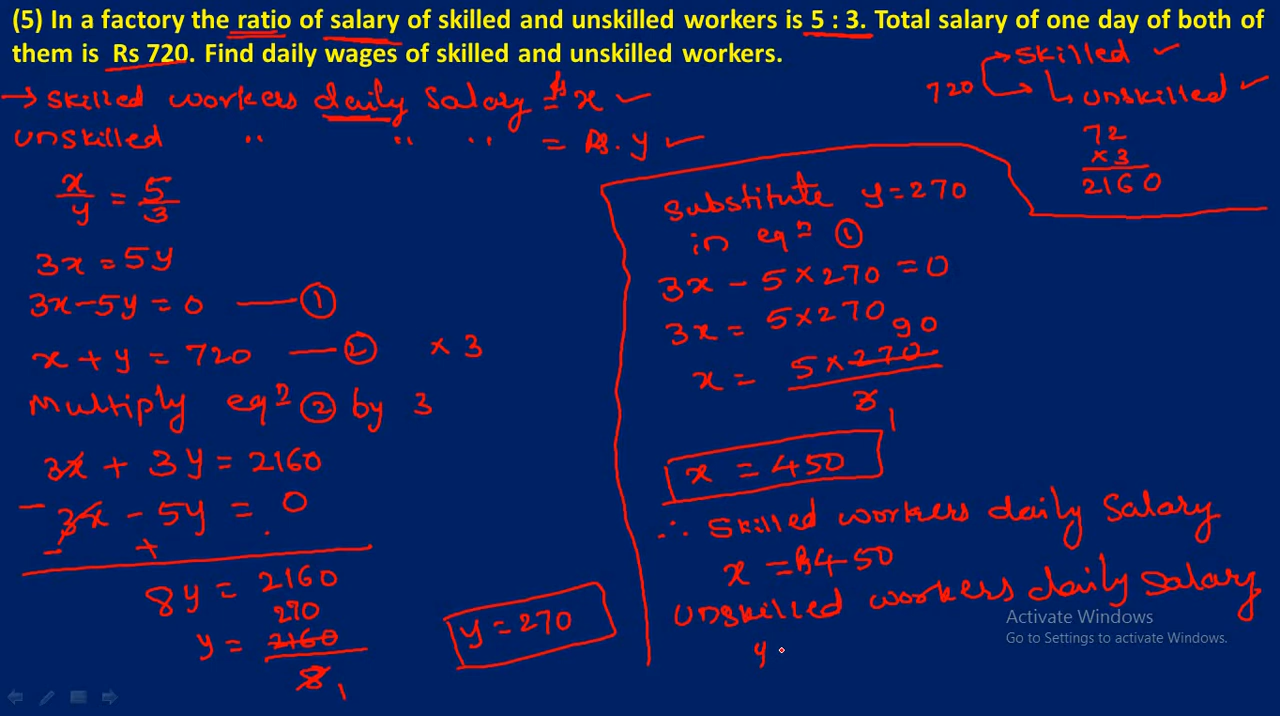 (5) In a factory the ratio of salary of skilled and unskilled workers is 5 : 3. Total salary of one day of both of
them is Rs 720. Find daily wages of skilled and unskilled workers.
→ Skilled workers daily Salary = Rs x ✓
Unskilled " " " = Rs. y ✓
x/y = 5/3
3x = 5y
3x - 5y = 0 — ①
x + y = 720 — ② × 3
Multiply eqⁿ ② by 3
3x + 3y = 2160
- 3x - 5y = 0
- +
8y = 2160
270
y = 2160/8 1
y = 270
720 → Skilled ✓
↳ Unskilled ✓
72
×3
2160
Substitute y = 270
in eqⁿ ①
3x - 5 × 270 = 0
3x = 5 × 270
90
x = 5 × 270/3 1
x = 450
∴ Skilled workers daily Salary
x = Rs 450
Unskilled workers daily Salary
y
Activate Windows
Go to Settings to activate Windows.